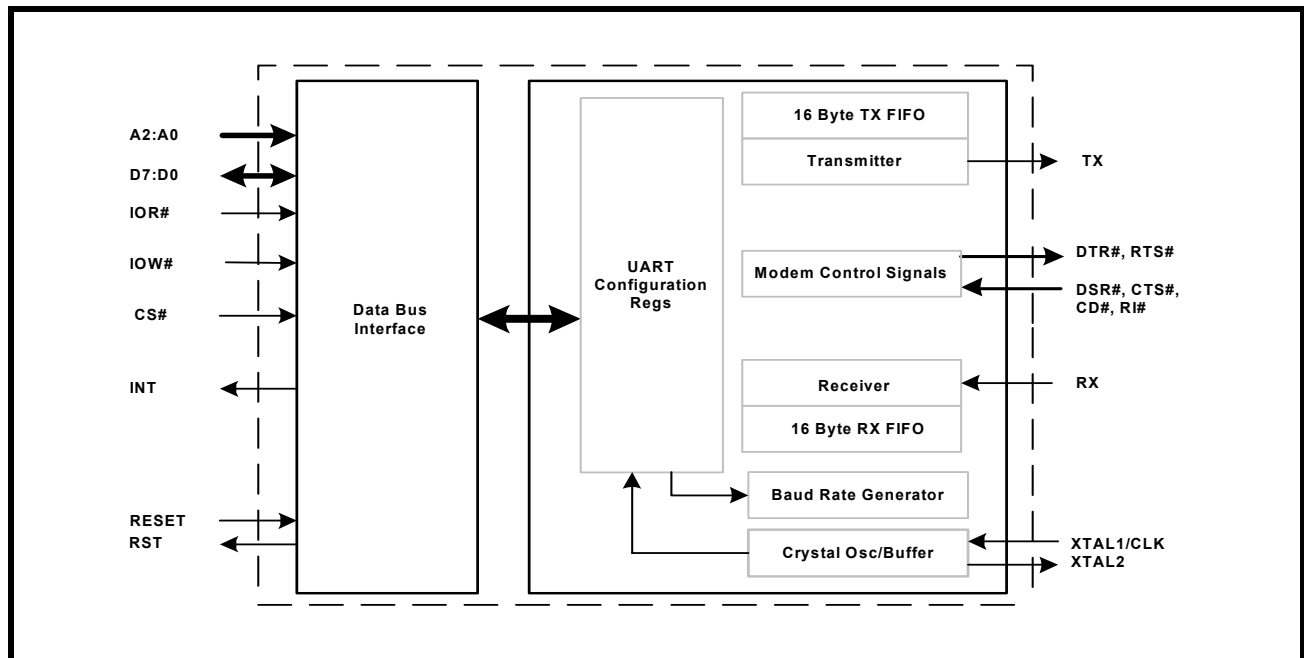 A2:A0
D7:D0
IOR#
IOW#
CS#
INT
RESET
RST
Data Bus
Interface
UART
Configuration
Regs
16 Byte TX FIFO
Transmitter
Modem Control Signals
Receiver
16 Byte RX FIFO
Baud Rate Generator
Crystal Osc/Buffer
TX
DTR#, RTS#
DSR#, CTS#,
CD#, RI#
RX
XTAL1/CLK
XTAL2